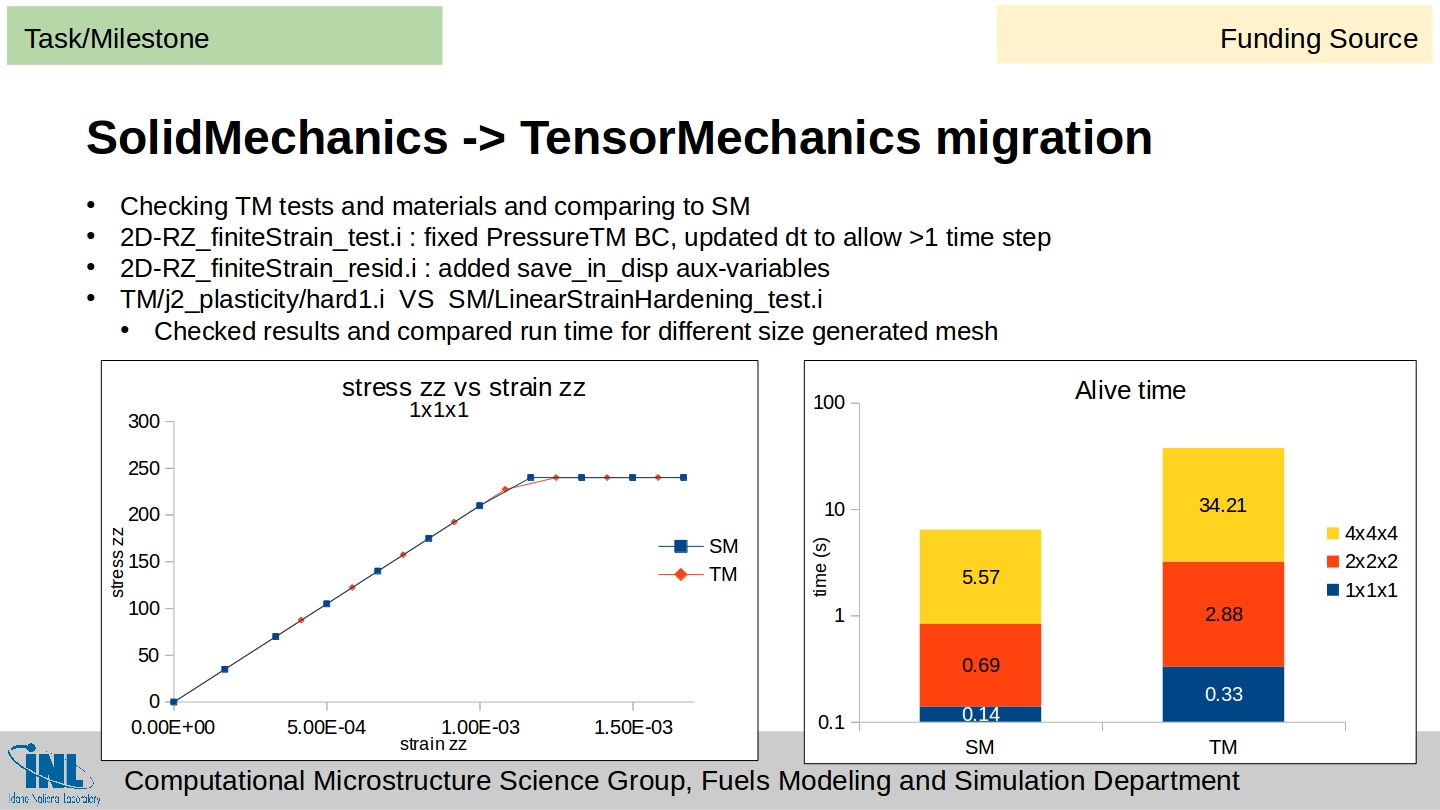 Task/Milestone
Funding Source
SolidMechanics -> TensorMechanics migration
• Checking TM tests and materials and comparing to SM
• 2D-RZ_finiteStrain_test.i : fixed PressureTM BC, updated dt to allow >1 time step
• 2D-RZ_finiteStrain_resid.i : added save_in_disp aux-variables
• TM/j2_plasticity/hard1.i  VS  SM/LinearStrainHardening_test.i
• Checked results and compared run time for different size generated mesh
stress zz vs strain zz
1x1x1
300
250
200
150
100
50
0
stress zz
0.00E+00 5.00E-04 1.00E-03 1.50E-03
strain zz
SM
TM
Alive time
100
10
1
0.1
time (s)
5.57
0.69
0.14
34.21
2.88
0.33
SM TM
4x4x4
2x2x2
1x1x1
INL
Idaho National Laboratory
Computational Microstructure Science Group, Fuels Modeling and Simulation Department